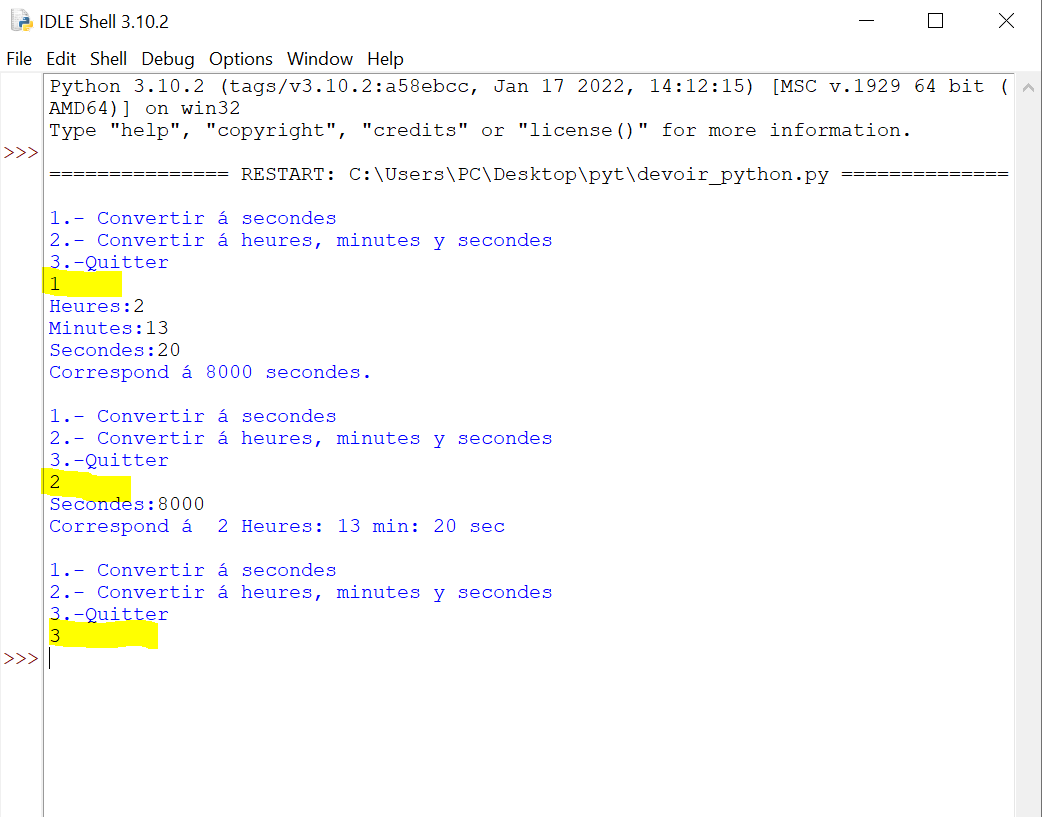 IDLE Shell 3.10.2
File Edit Shell Debug Options Window Help
Python 3.10.2 (tags/v3.10.2:a58ebcc, Jan 17 2022, 14:12:15) [MSC v.1929 64 bit (
AMD64)] on win32
Type "help", "copyright", "credits" or "license()" for more information.
>>>
=============== RESTART: C:\Users\PC\Desktop\pyt\devoir_python.py ==============
1.- Convertir á secondes
2.- Convertir á heures, minutes y secondes
3.-Quitter
1
Heures:2
Minutes:13
Secondes:20
Correspond á 8000 secondes.
1.- Convertir á secondes
2.- Convertir á heures, minutes y secondes
3.-Quitter
2
Secondes:8000
Correspond á  2 Heures: 13 min: 20 sec
1.- Convertir á secondes
2.- Convertir á heures, minutes y secondes
3.-Quitter
3
>>>